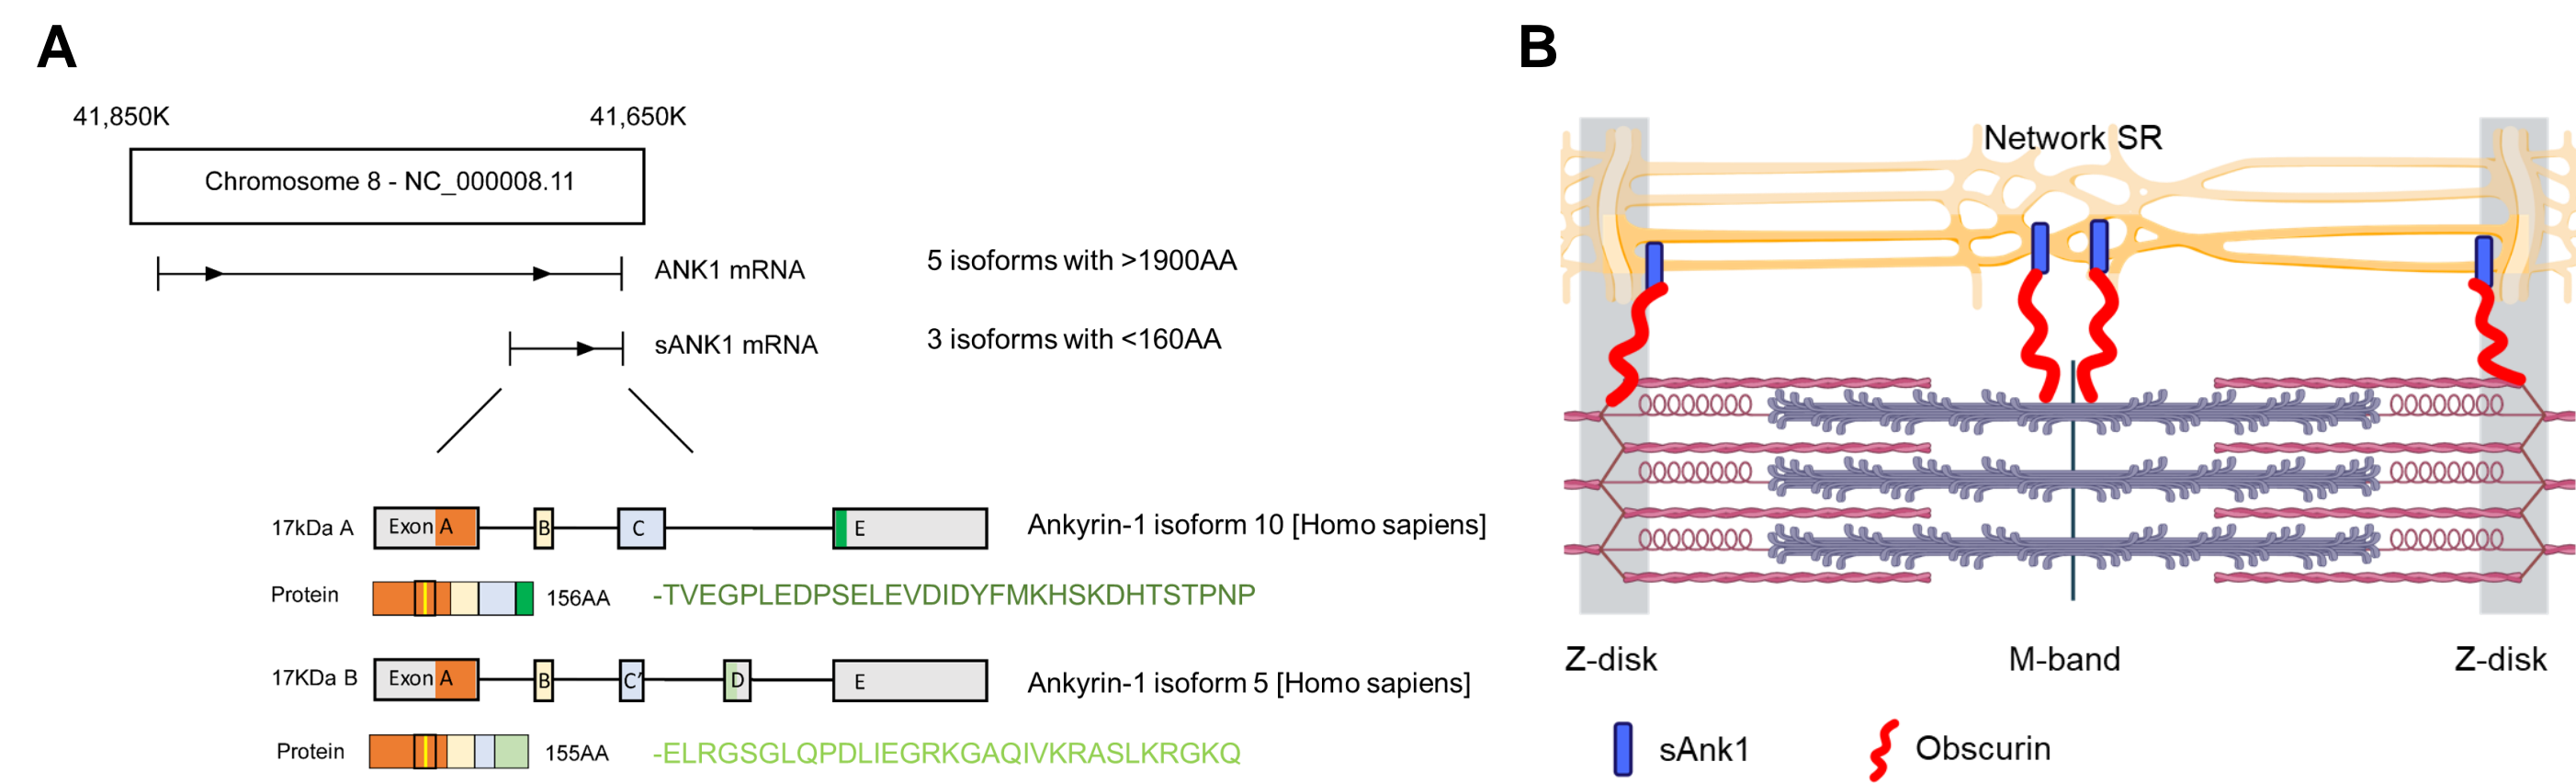 A
41,850K
41,650K
Chromosome 8 - NC_000008.11
ANK1 mRNA
5 isoforms with >1900AA
sANK1 mRNA
3 isoforms with <160AA
17kDa A
Exon A
B
C
E
Ankyrin-1 isoform 10 [Homo sapiens]
Protein
156AA
-TVEGPLEDPSELEVDIDYFMKHSKDHTSTPNP
17KDa B
Exon A
B
C'
D
E
Ankyrin-1 isoform 5 [Homo sapiens]
Protein
155AA
-ELRGSGLQPDLIEGRKGAQIVKRASLKRGKQ
B
Network SR
Z-disk
M-band
Z-disk
sAnk1
Obscurin